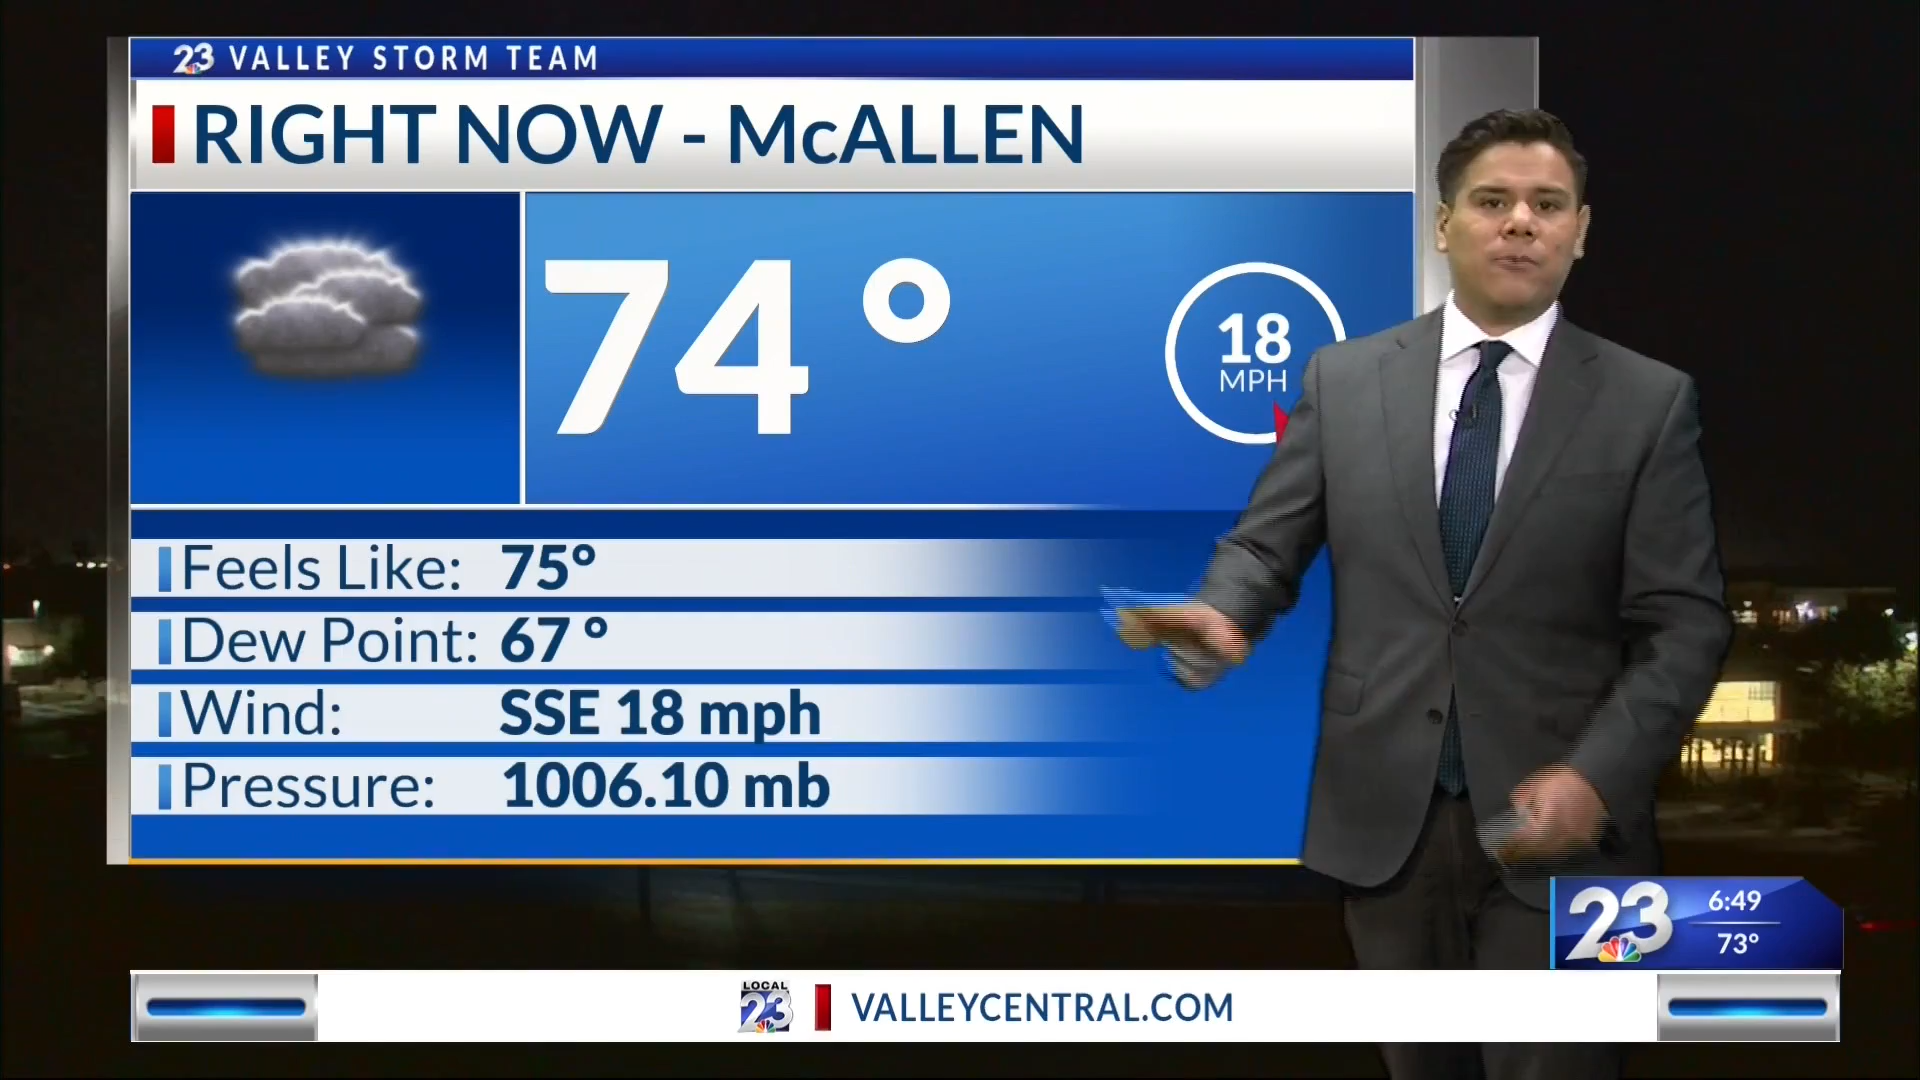 23 VALLEY STORM TEAM
RIGHT NOW - McALLEN
74°
18
MPH
Feels Like: 75°
Dew Point: 67°
Wind: SSE 18 mph
Pressure: 1006.10 mb
23
6:49
73°
LOCAL
23
VALLEYCENTRAL.COM